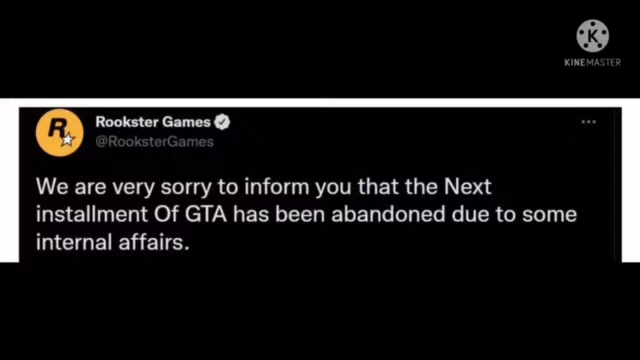 KINEMASTER
Rookster Games
@RooksterGames
We are very sorry to inform you that the Next
installment Of GTA has been abandoned due to some
internal affairs.